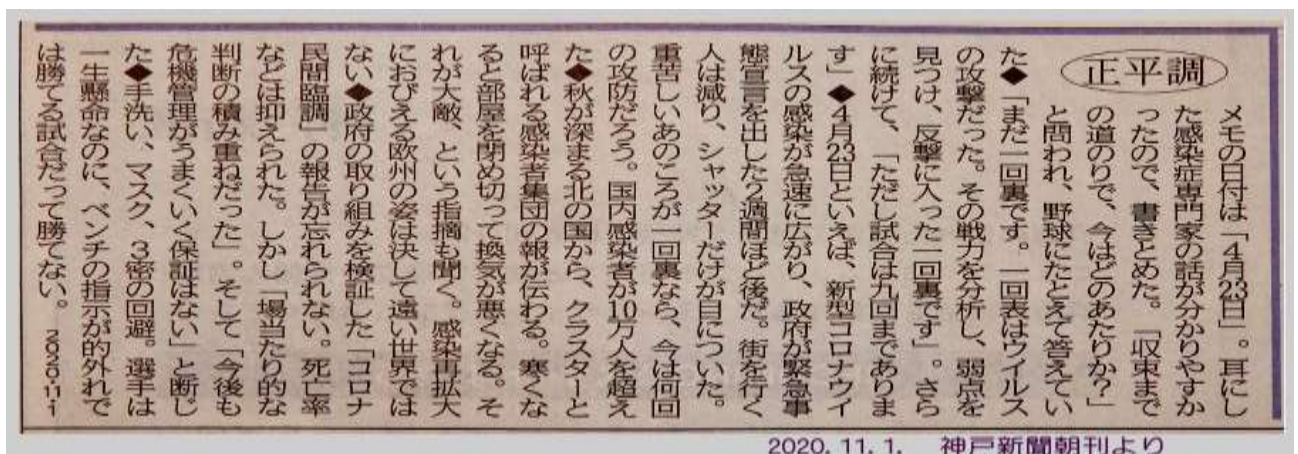 正平調
メモの日付は「4月23日」。耳にし
た感染症専門家の話が分かりやすか
ったので、書きとめた。「収束まで
の道のりで、今はどのあたりか?」
と問われ、野球にたとえて答えてい
た◆「まだ一回裏です。一回表はウイルス
の攻撃だった。その戦力を分析し、弱点を
見つけ、反撃に入った一回裏です」。さら
に続けて、「ただし試合は九回まであります
す」◆4月23日といえば、新型コロナウイ
ルスの感染が急速に広がり、政府が緊急事
態宣言を出した2週間ほど後だ。街を行く
人は減り、シャッターだけが目についた。
重苦しいあのころが一回裏なら、今は何回
の攻防だろう。国内感染者が10万人を超え
た◆秋が深まる北の国から、クラスターと
呼ばれる感染者集団の報が伝わる。寒くな
ると部屋を閉め切って換気が悪くなる。そ
れが大敵、という指摘も聞く。感染再拡大
におびえる欧州の姿は決して遠い世界では
ない◆政府の取り組みを検証した「コロナ
民間臨調」の報告が忘れられない。死亡率
などは抑えられた。しかし「場当たり的な
判断の積み重ねだった」。そして「今後も
危機管理がうまくいく保証はない」と断じ
た◆手洗い、マスク、3密の回避。選手は
一生懸命なのに、ベンチの指示が的外れで
は勝てる試合だって勝てない。 2020・11・1
2020. 11. 1. 神戸新聞朝刊より